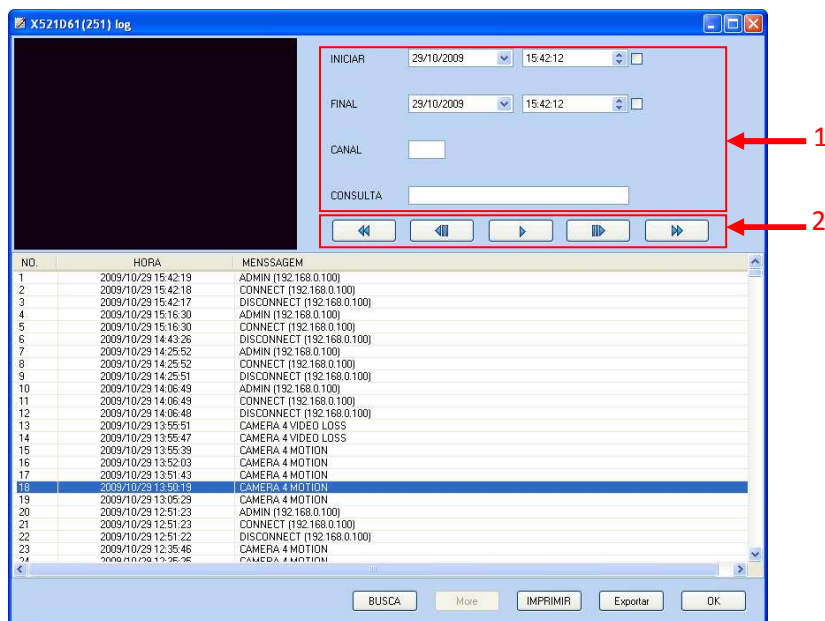 X521D61(251) log
INICIAR 29/10/2009 15:42:12
FINAL 29/10/2009 15:42:12
CANAL
1
CONSULTA
2
NO. HORA MENSSAGEM
1 2009/10/29 15:42:19 ADMIN (192.168.0.100)
2 2009/10/29 15:42:18 CONNECT (192.168.0.100)
3 2009/10/29 15:42:17 DISCONNECT (192.168.0.100)
4 2009/10/29 15:16:30 ADMIN (192.168.0.100)
5 2009/10/29 15:16:30 CONNECT (192.168.0.100)
6 2009/10/29 14:43:26 DISCONNECT (192.168.0.100)
7 2009/10/29 14:25:52 ADMIN (192.168.0.100)
8 2009/10/29 14:25:52 CONNECT (192.168.0.100)
9 2009/10/29 14:25:51 DISCONNECT (192.168.0.100)
10 2009/10/29 14:06:49 ADMIN (192.168.0.100)
11 2009/10/29 14:06:49 CONNECT (192.168.0.100)
12 2009/10/29 14:06:48 DISCONNECT (192.168.0.100)
13 2009/10/29 13:55:51 CAMERA 4 VIDEO LOSS
14 2009/10/29 13:55:47 CAMERA 4 VIDEO LOSS
15 2009/10/29 13:55:39 CAMERA 4 MOTION
16 2009/10/29 13:52:03 CAMERA 4 MOTION
17 2009/10/29 13:51:43 CAMERA 4 MOTION
18 2009/10/29 13:50:19 CAMERA 4 MOTION
19 2009/10/29 13:05:29 CAMERA 4 MOTION
20 2009/10/29 12:51:23 ADMIN (192.168.0.100)
21 2009/10/29 12:51:23 CONNECT (192.168.0.100)
22 2009/10/29 12:51:22 DISCONNECT (192.168.0.100)
23 2009/10/29 12:35:46 CAMERA 4 MOTION
24 2009/10/29 12:35:25 CAMERA 4 MOTION
BUSCA More IMPRIMIR Exportar OK